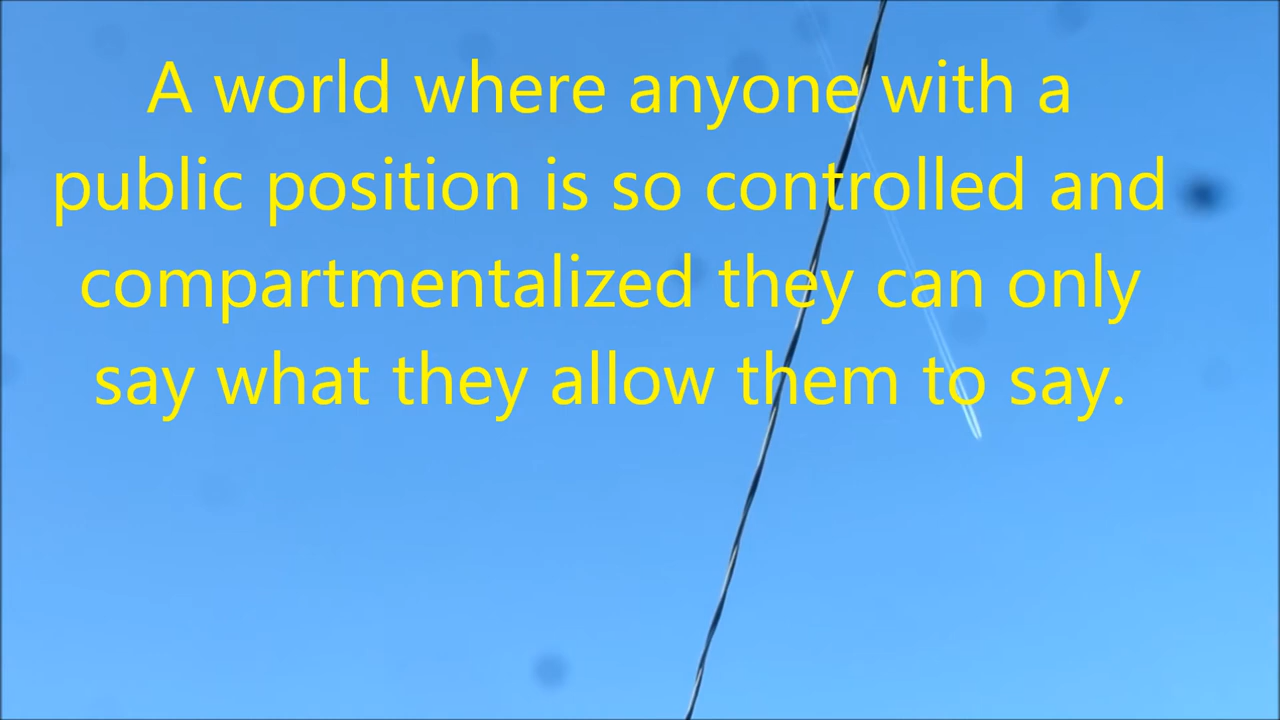 A world where anyone with a
public position is so controlled and
compartmentalized they can only
say what they allow them to say.